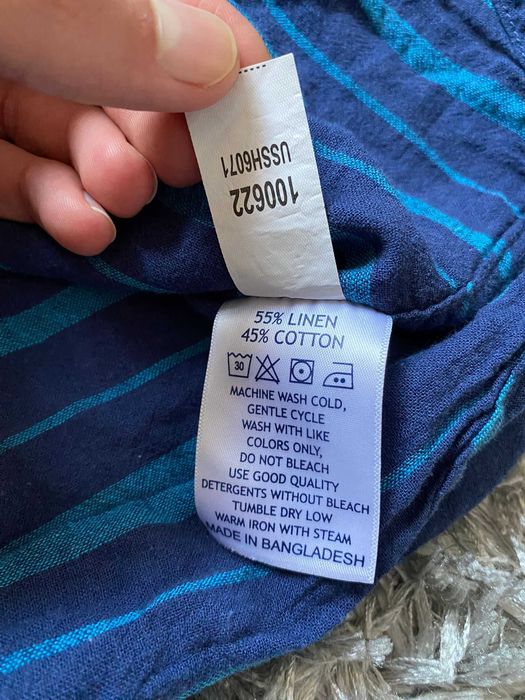 100622
USSH6071
55% LINEN
45% COTTON
30
MACHINE WASH COLD,
GENTLE CYCLE
WASH WITH LIKE
COLORS ONLY,
DO NOT BLEACH
USE GOOD QUALITY
DETERGENTS WITHOUT BLEACH
TUMBLE DRY LOW
WARM IRON WITH STEAM
MADE IN BANGLADESH